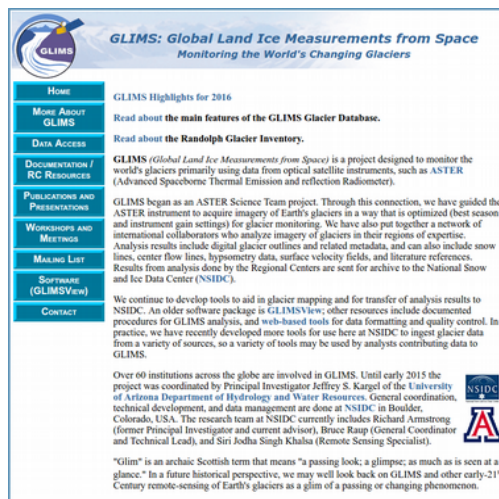 GLIMS
GLIMS: Global Land Ice Measurements from Space
Monitoring the World's Changing Glaciers
Home
More About
GLIMS
Data Access
Documentation /
RC Resources
Publications and
Presentations
Workshops and
Meetings
Mailing List
Software
(GLIMSView)
Contact
GLIMS Highlights for 2016
Read about the main features of the GLIMS Glacier Database.
Read about the Randolph Glacier Inventory.
GLIMS (Global Land Ice Measurements from Space) is a project designed to monitor the
world's glaciers primarily using data from optical satellite instruments, such as ASTER
(Advanced Spaceborne Thermal Emission and reflection Radiometer).
GLIMS began as an ASTER Science Team project. Through this connection, we have guided the
ASTER instrument to acquire imagery of Earth's glaciers in a way that is optimized (best season
and instrument gain settings) for glacier monitoring. We have also put together a network of
international collaborators who analyze imagery of glaciers in their regions of expertise.
Analysis results include digital glacier outlines and related metadata, and can also include snow
lines, center flow lines, hypsometry data, surface velocity fields, and literature references.
Results from analysis done by the Regional Centers are sent for archive to the National Snow
and Ice Data Center (NSIDC).
We continue to develop tools to aid in glacier mapping and for transfer of analysis results to
NSIDC. An older software package is GLIMSView; other resources include documented
procedures for GLIMS analysis, and web-based tools for data formatting and quality control. In
practice, we have recently developed more tools for use here at NSIDC to ingest glacier data
from a variety of sources, so a variety of tools may be used by analysts contributing data to
GLIMS.
Over 60 institutions across the globe are involved in GLIMS. Until early 2015 the
project was coordinated by Principal Investigator Jeffrey S. Kargel of the University
of Arizona Department of Hydrology and Water Resources. General coordination,
technical development, and data management are done at NSIDC in Boulder,
Colorado, USA. The research team at NSIDC currently includes Richard Armstrong
(former Principal Investigator and current advisor), Bruce Raup (General Coordinator
and Technical Lead), and Siri Jodha Singh Khalsa (Remote Sensing Specialist).
NSIDC
A
"Glim" is an archaic Scottish term that means "a passing look; a glimpse; as much as is seen at a
glance." In a future historical perspective, we may well look back on GLIMS and other early-21st
Century remote-sensing of Earth's glaciers as a glim of a passing or changing phenomenon.